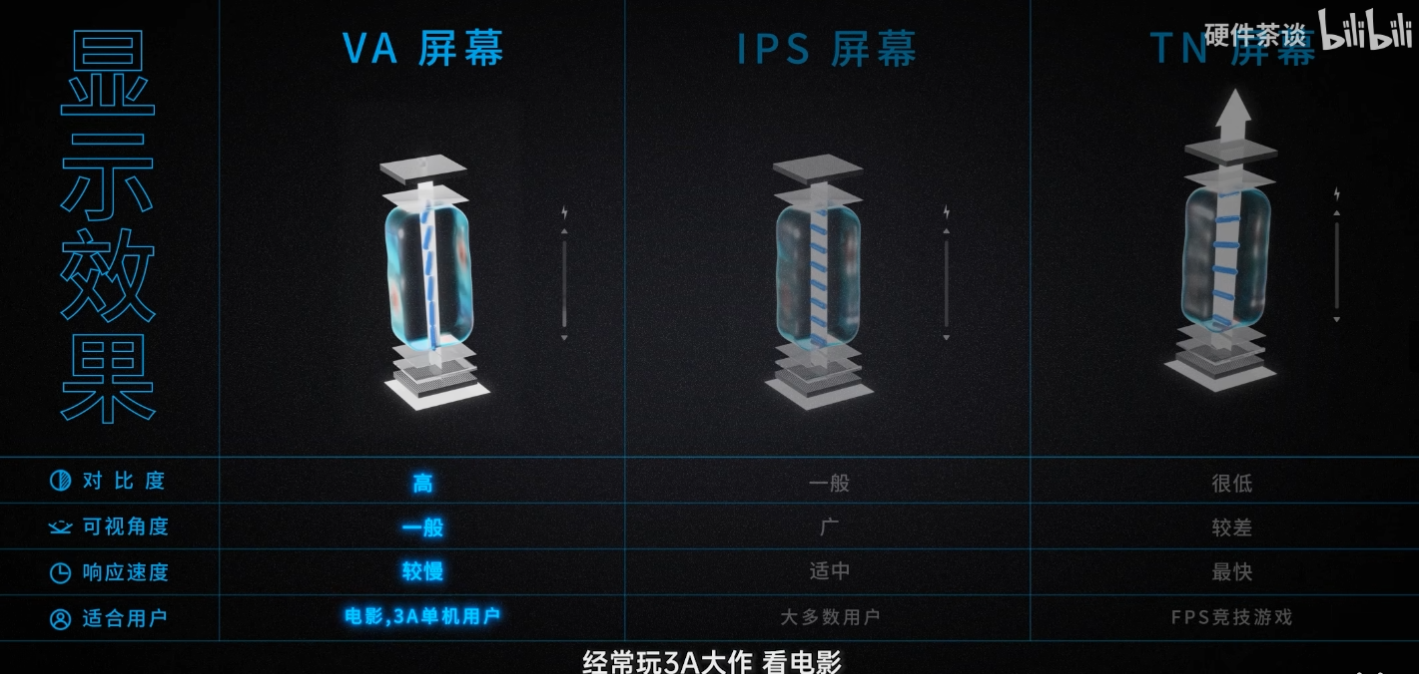 显示效果
VA 屏幕
IPS 屏幕
TN 屏幕
硬件茶谈 bilibili
对比度 高 一般 很低
可视角度 一般 广 较差
响应速度 较慢 适中 最快
适合用户 电影,3A单机用户 大多数用户 FPS竞技游戏
经常玩3A大作 看电影